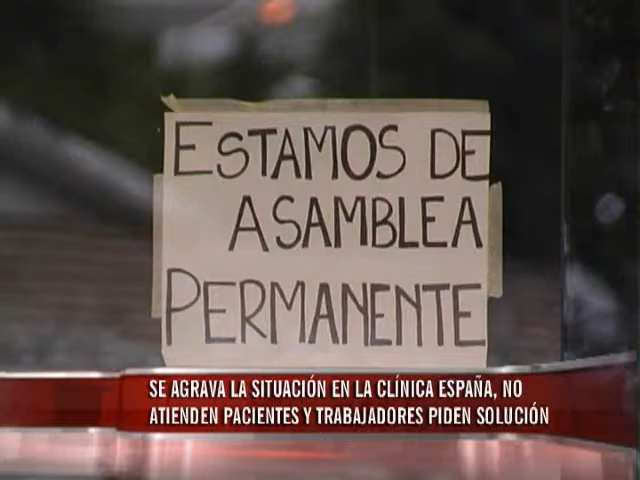 ESTAMOS DE
ASAMBLEA
PERMANENTE
SE AGRAVA LA SITUACIÓN EN LA CLÍNICA ESPAÑA, NO
ATIENDEN PACIENTES Y TRABAJADORES PIDEN SOLUCIÓN